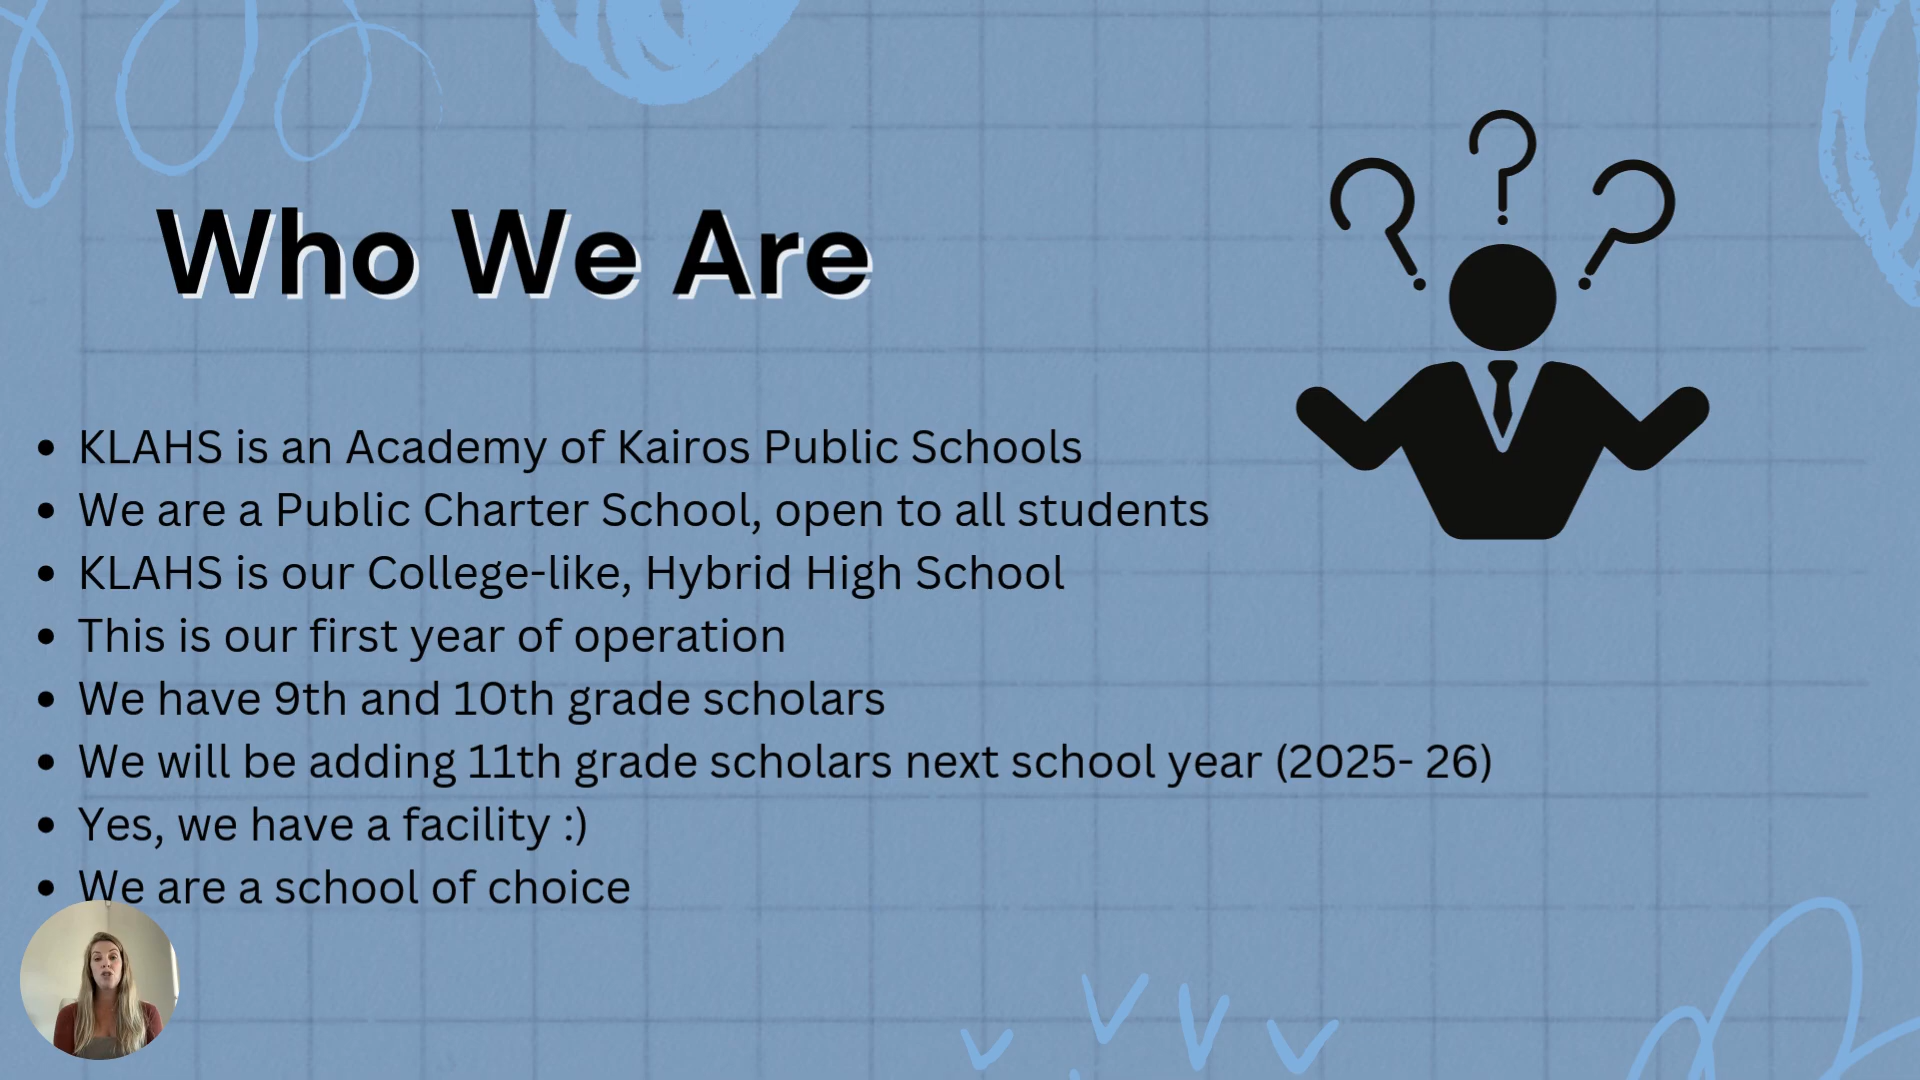 Who We Are
KLAHS is an Academy of Kairos Public Schools
We are a Public Charter School, open to all students
KLAHS is our College-like, Hybrid High School
This is our first year of operation
We have 9th and 10th grade scholars
We will be adding 11th grade scholars next school year (2025- 26)
Yes, we have a facility :)
We are a school of choice